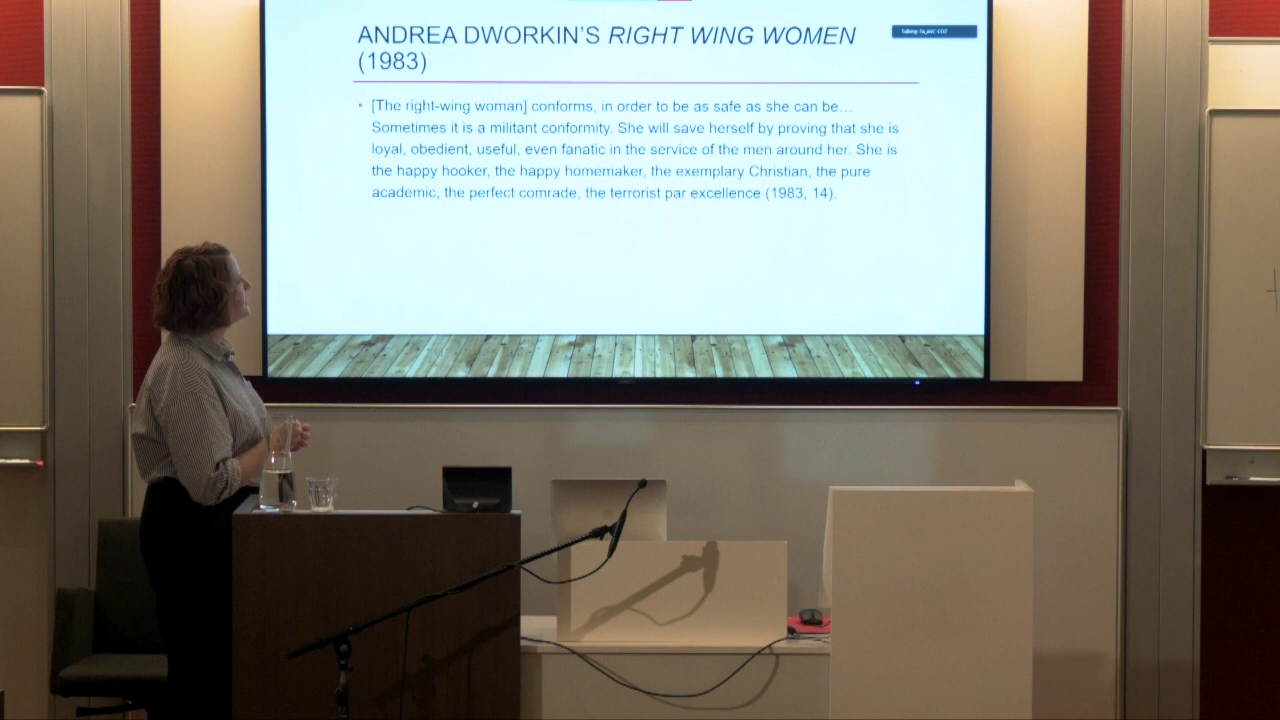 ANDREA DWORKIN'S RIGHT WING WOMEN
(1983)
[The right-wing woman] conforms, in order to be as safe as she can be…
Sometimes it is a militant conformity. She will save herself by proving that she is
loyal, obedient, useful, even fanatic in the service of the men around her. She is
the happy hooker, the happy homemaker, the exemplary Christian, the pure
academic, the perfect comrade, the terrorist par excellence (1983, 14).